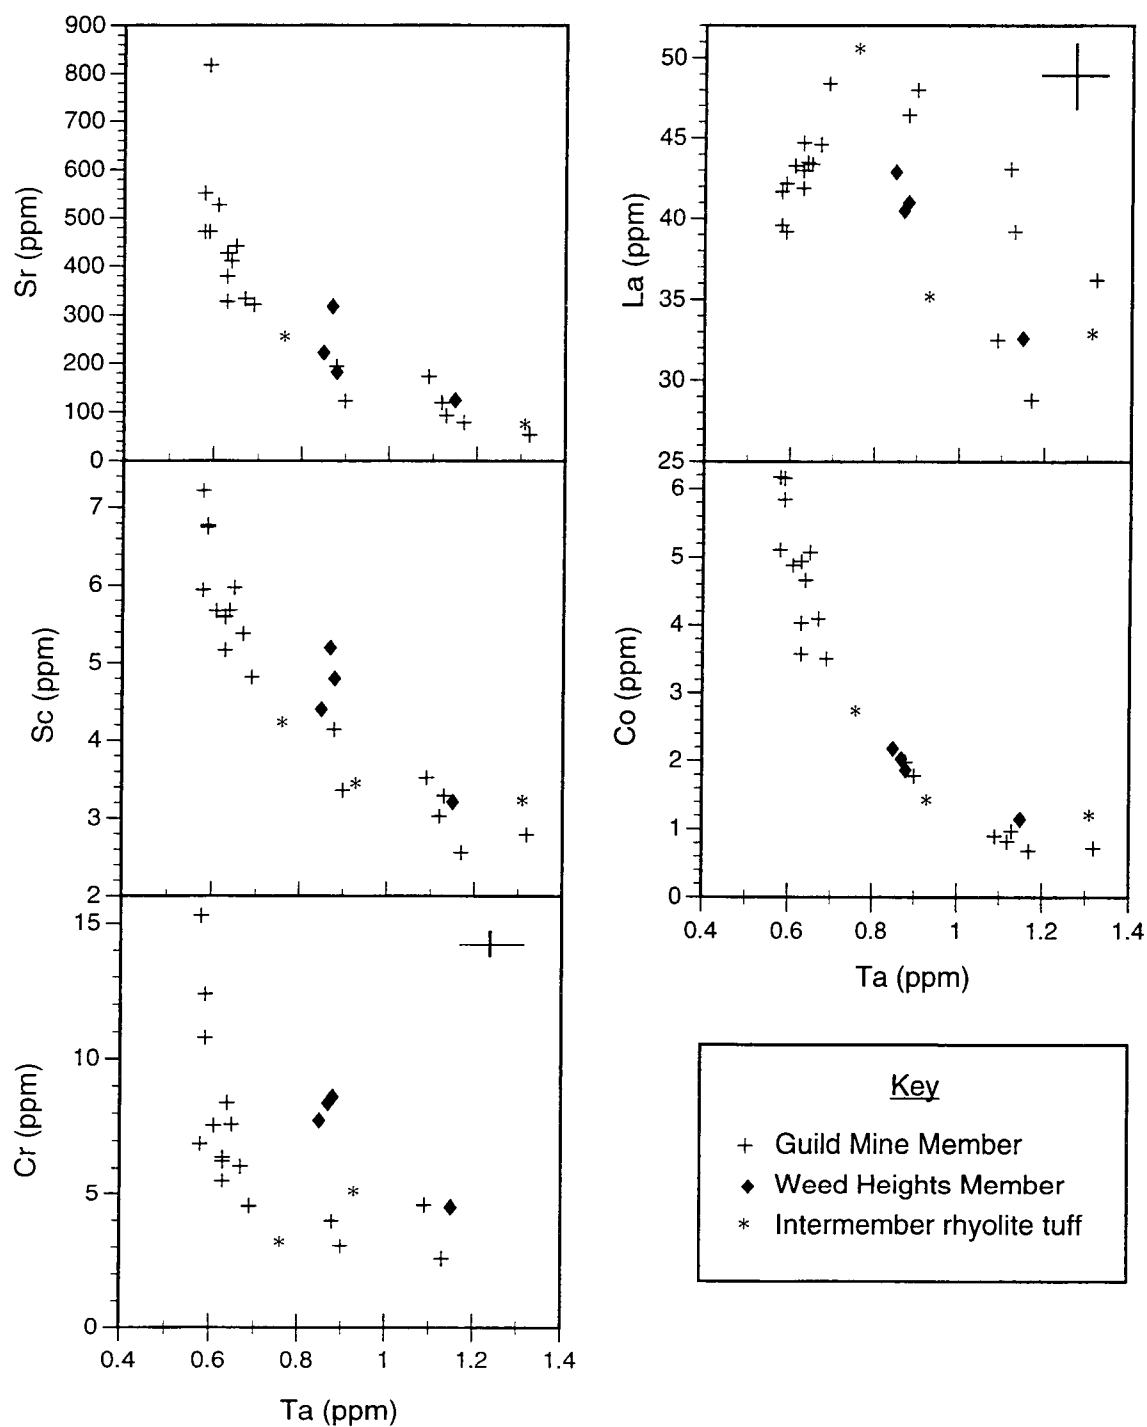 900
800
700
600
500
400
300
200
100
0
Sr (ppm)
50
45
40
35
30
25
La (ppm)
7
6
5
4
3
2
Sc (ppm)
6
5
4
3
2
1
0
Co (ppm)
0.4 0.6 0.8 1 1.2 1.4
Ta (ppm)
15
10
5
0
Cr (ppm)
0.4 0.6 0.8 1 1.2 1.4
Ta (ppm)
Key
+ Guild Mine Member
◆ Weed Heights Member
* Intermember rhyolite tuff